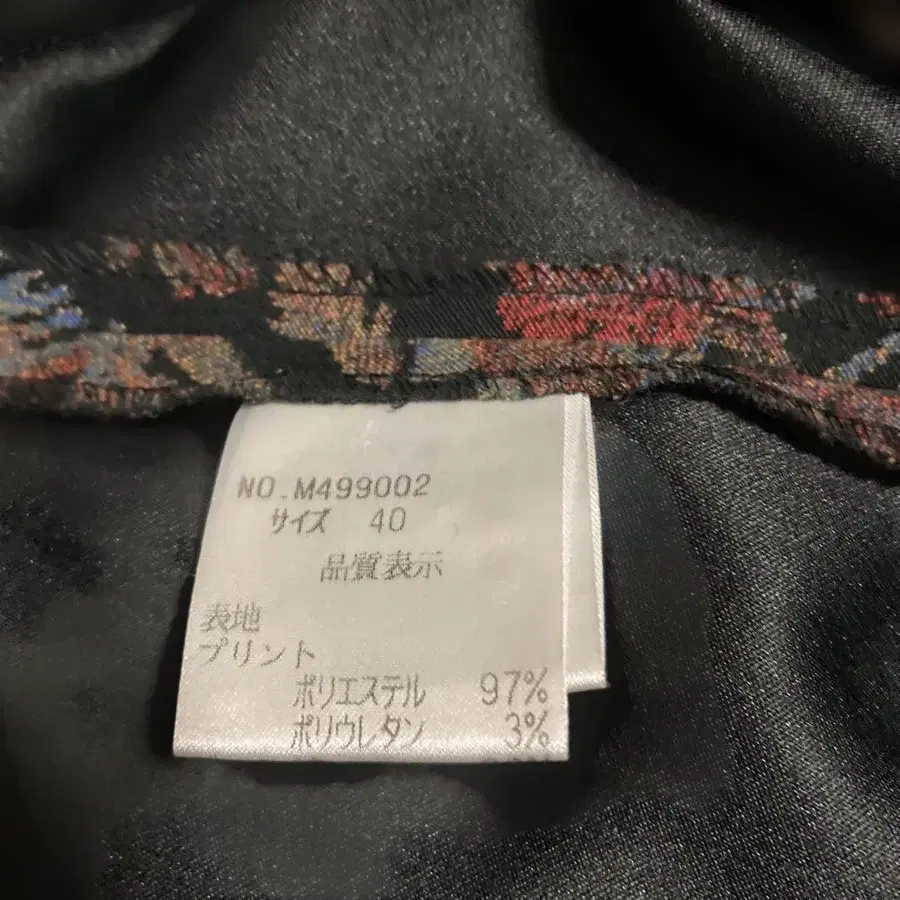 NO.M499002
サイズ 40
品質表示
表地
プリント
ポリエステル 97%
ポリウレタン 3%